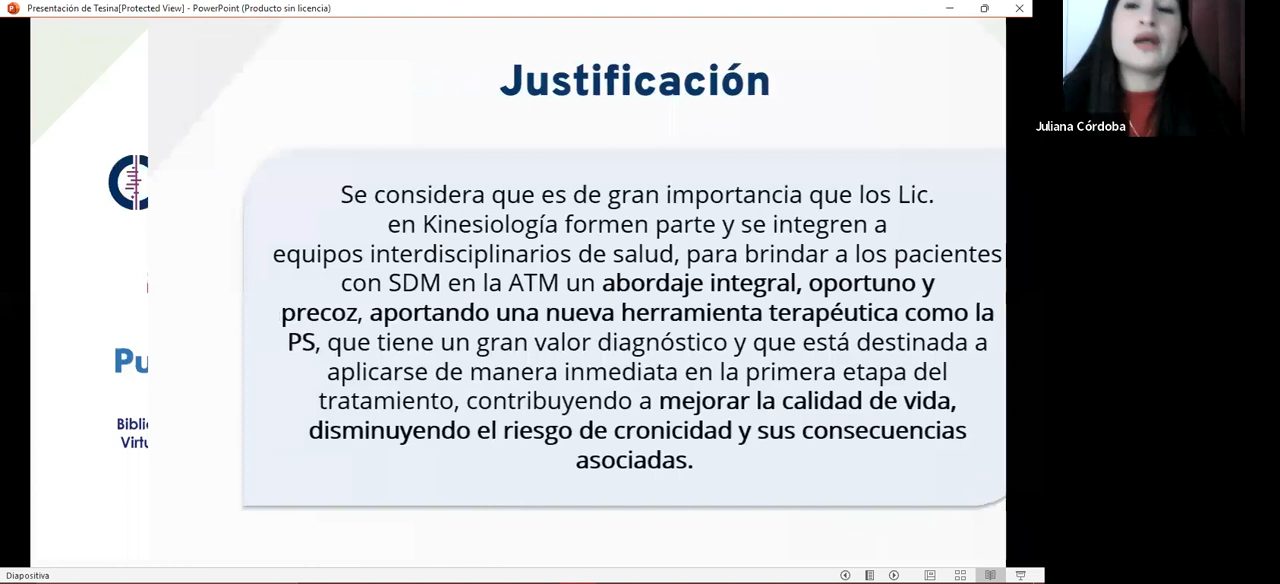 Presentación de Tesina[Protected View] - PowerPoint (Producto sin licencia)
Juliana Córdoba
Justificación
Se considera que es de gran importancia que los Lic.
en Kinesiología formen parte y se integren a
equipos interdisciplinarios de salud, para brindar a los pacientes
con SDM en la ATM un abordaje integral, oportuno y
precoz, aportando una nueva herramienta terapéutica como la
PS, que tiene un gran valor diagnóstico y que está destinada a
aplicarse de manera inmediata en la primera etapa del
tratamiento, contribuyendo a mejorar la calidad de vida,
disminuyendo el riesgo de cronicidad y sus consecuencias
asociadas.
Pu
Biblio
Virtu
Diapositiva